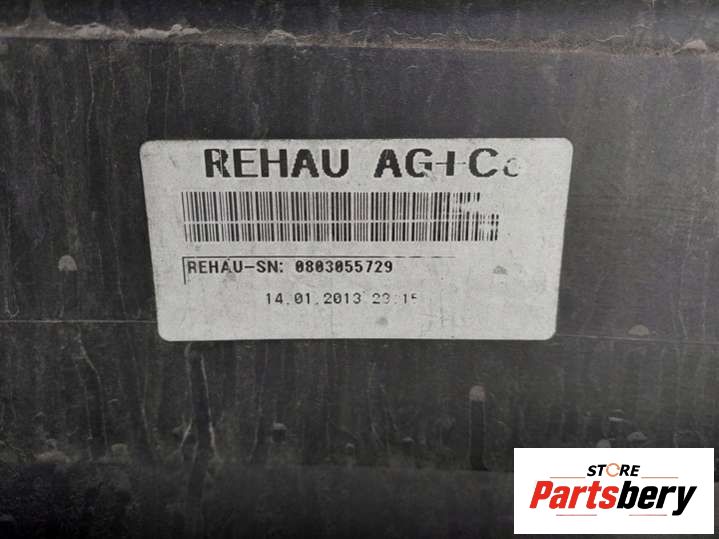 REHAU AG+Co
REHAU-SN: 0803055729
14.01.2013 23:15
STORE
Partsbery